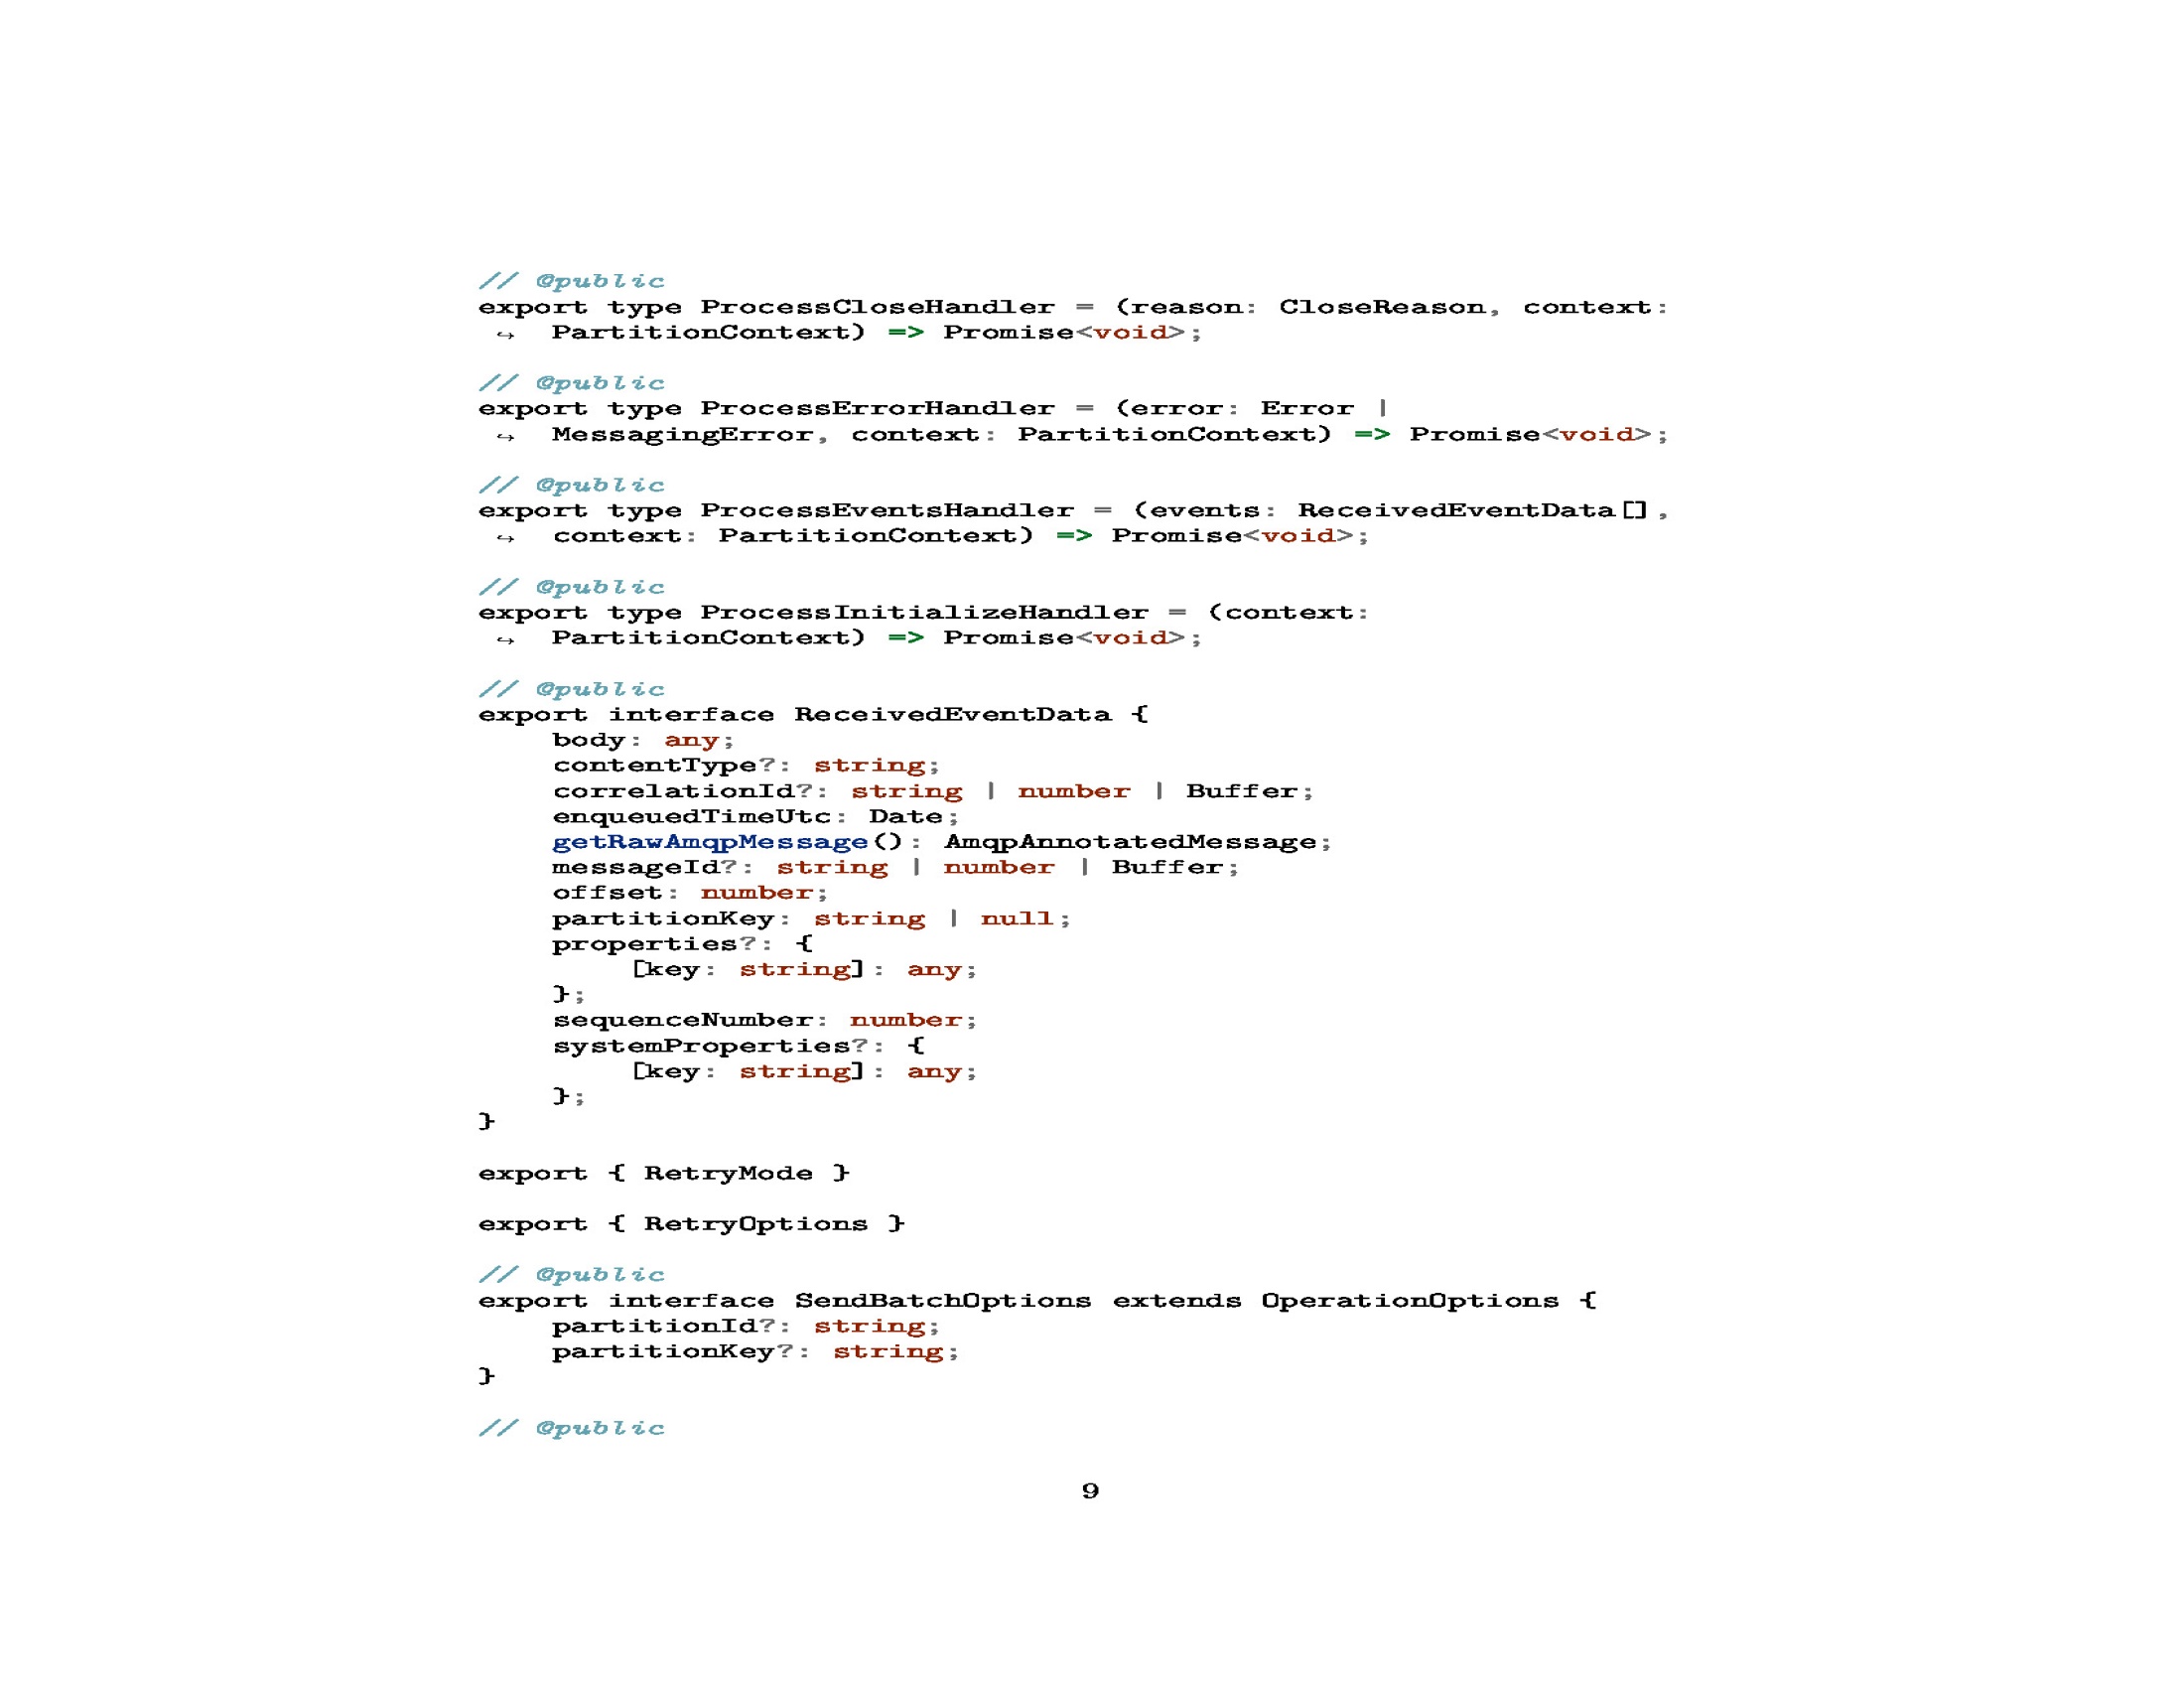 // @public
export type ProcessCloseHandler = (reason: CloseReason, context:
↪ PartitionContext) => Promise<void>;

// @public
export type ProcessErrorHandler = (error: Error |
↪ MessagingError, context: PartitionContext) => Promise<void>;

// @public
export type ProcessEventsHandler = (events: ReceivedEventData[],
↪ context: PartitionContext) => Promise<void>;

// @public
export type ProcessInitializeHandler = (context:
↪ PartitionContext) => Promise<void>;

// @public
export interface ReceivedEventData {
    body: any;
    contentType?: string;
    correlationId?: string | number | Buffer;
    enqueuedTimeUtc: Date;
    getRawAmqpMessage(): AmqpAnnotatedMessage;
    messageId?: string | number | Buffer;
    offset: number;
    partitionKey: string | null;
    properties?: {
        [key: string]: any;
    };
    sequenceNumber: number;
    systemProperties?: {
        [key: string]: any;
    };
}

export { RetryMode }

export { RetryOptions }

// @public
export interface SendBatchOptions extends OperationOptions {
    partitionId?: string;
    partitionKey?: string;
}

// @public

9